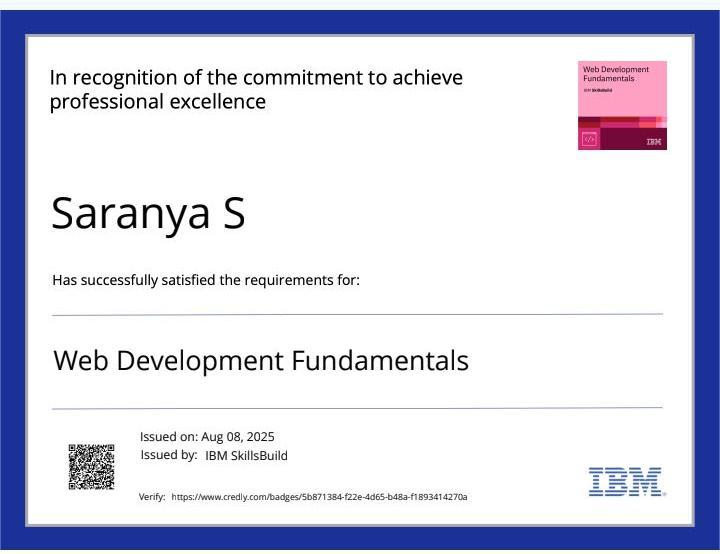 In recognition of the commitment to achieve
professional excellence
Web Development
Fundamentals
IBM SkillsBuild
</>
IBM
Saranya S
Has successfully satisfied the requirements for:
Web Development Fundamentals
Issued on: Aug 08, 2025
Issued by: IBM SkillsBuild
Verify: https://www.credly.com/badges/5b871384-f22e-4d65-b48a-f1893414270a
IBM®